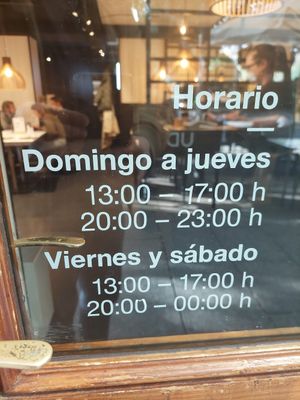 Horario
Domingo a jueves
13:00 – 17:00 h
20:00 – 23:00 h
Viernes y sábado
13:00 – 17:00 h
20:00 – 00:00 h